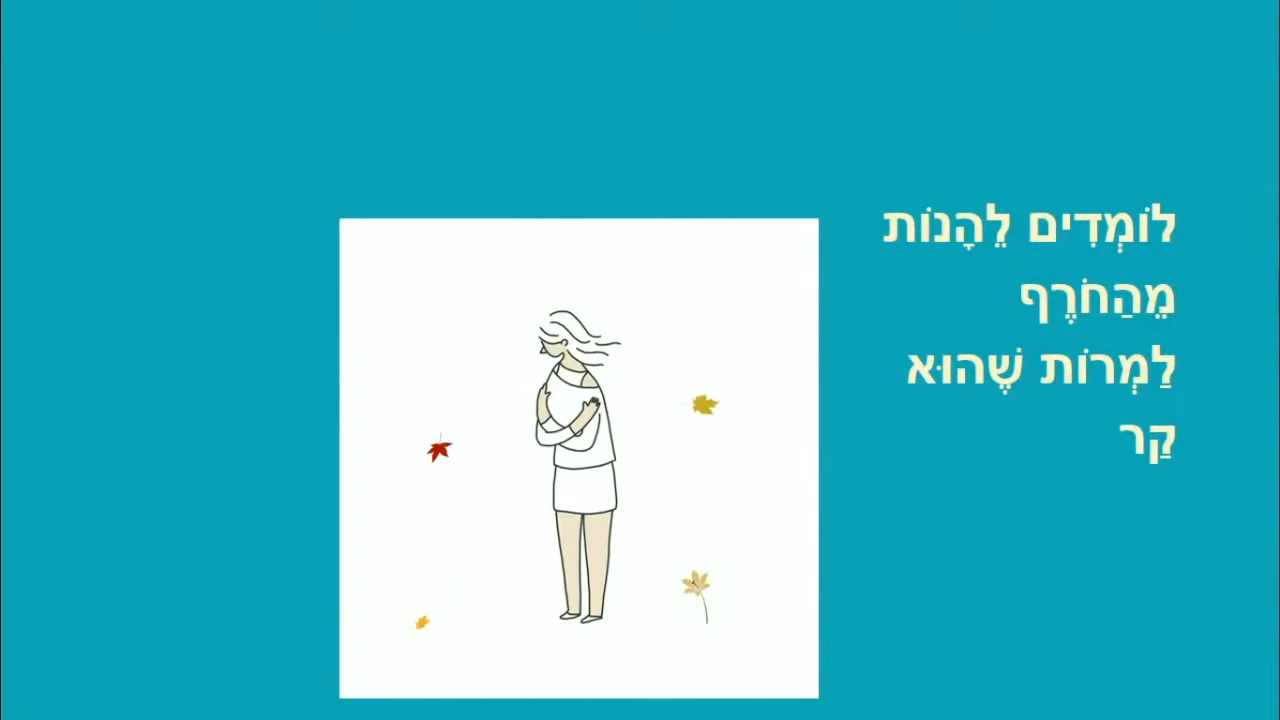 לוֹמְדִים לֵהָנוֹת
מֵהַחֹרֶף
לַמְרוֹת שֶׁהוּא
קַר